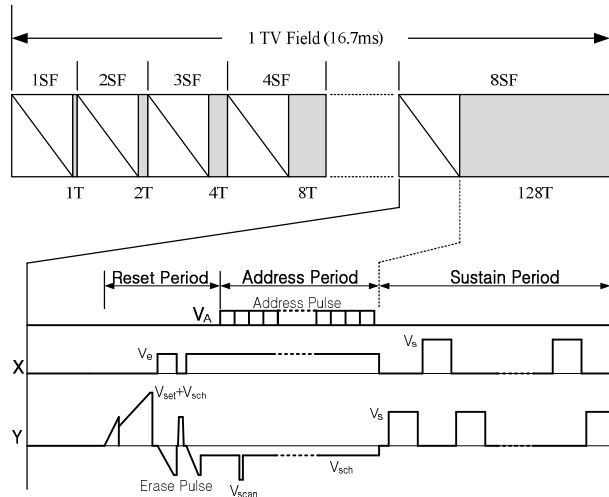 1 TV Field (16.7ms)
1SF 2SF 3SF 4SF 8SF
1T 2T 4T 8T 128T
Reset Period Address Period Sustain Period
Address Pulse
VA
Ve Vs
X
Vset+Vsch
Vs
Y
Vsch
Erase Pulse
Vscan